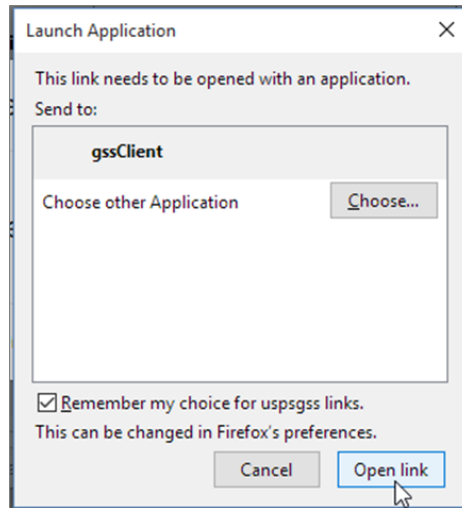 Launch Application
This link needs to be opened with an application.
Send to:
gssClient
Choose other Application
Choose...
Remember my choice for uspsgss links.
This can be changed in Firefox's preferences.
Cancel
Open link